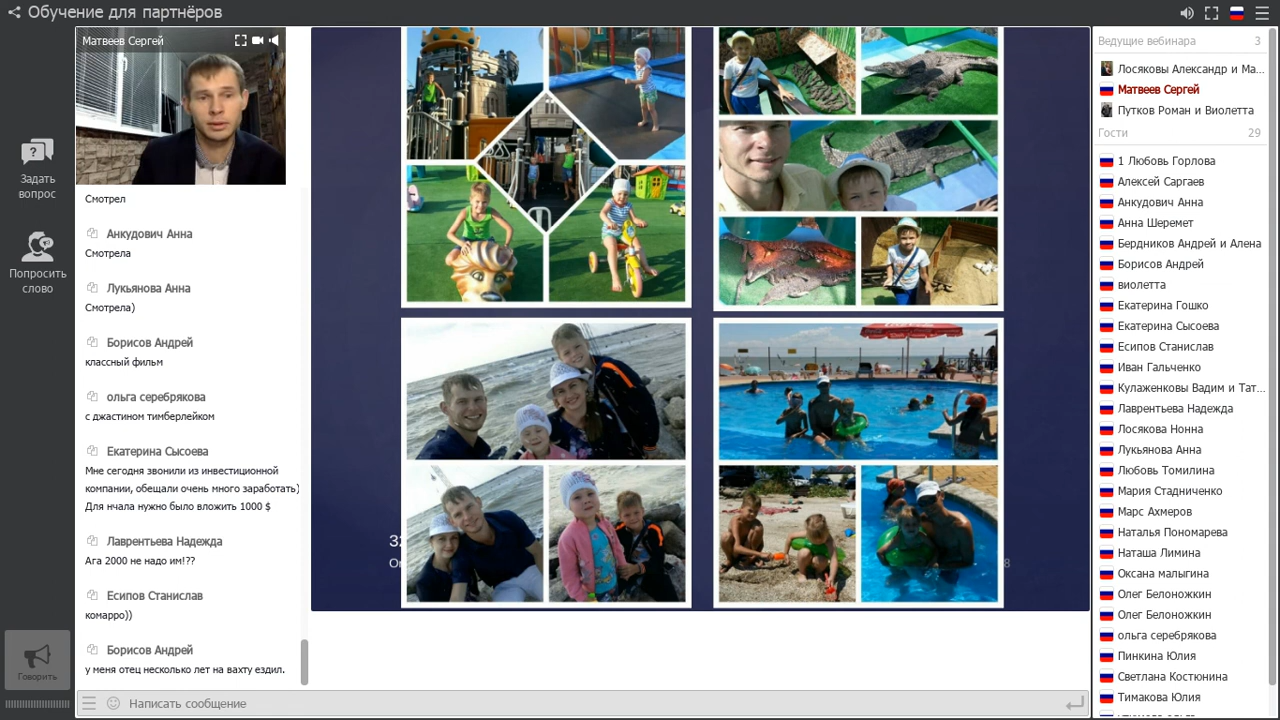 Обучение для партнёров
Матвеев Сергей
Задать
вопрос
Попросить
слово
Говорить
Смотрел
Анкудович Анна
Смотрела
Лукьянова Анна
Смотрела)
Борисов Андрей
классный фильм
ольга серебрякова
с джастином тимберлейком
Екатерина Сысоева
Мне сегодня звонили из инвестиционной
компании, обещали очень много заработать)
Для нчала нужно было вложить 1000 $
Лаврентьева Надежда
Ага 2000 не надо им!??
Есипов Станислав
комарро))
Борисов Андрей
у меня отец несколько лет на вахту ездил.
Написать сообщение
Ведущие вебинара 3
Лосяковы Александр и Ма...
Матвеев Сергей
Путков Роман и Виолетта
Гости 29
1 Любовь Горлова
Алексей Саргаев
Анкудович Анна
Анна Шеремет
Бердников Андрей и Алена
Борисов Андрей
виолетта
Екатерина Гошко
Екатерина Сысоева
Есипов Станислав
Иван Гальченко
Кулаженковы Вадим и Тат...
Лаврентьева Надежда
Лосякова Нонна
Лукьянова Анна
Любовь Томилина
Мария Стадниченко
Марс Ахмеров
Наталья Пономарева
Наташа Лимина
Оксана малыгина
Олег Белоножкин
Олег Белоножкин
ольга серебрякова
Пинкина Юлия
Светлана Костюнина
Тимакова Юлия